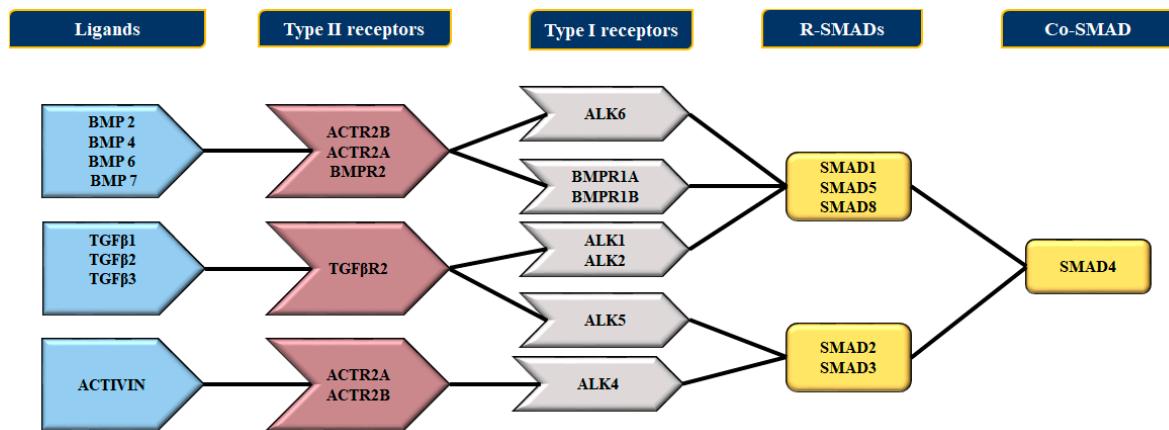 Ligands
Type II receptors
Type I receptors
R-SMADs
Co-SMAD
BMP 2
BMP 4
BMP 6
BMP 7
ACTR2B
ACTR2A
BMPR2
ALK6
BMPR1A
BMPR1B
SMAD1
SMAD5
SMAD8
TGFβ1
TGFβ2
TGFβ3
TGFβR2
ALK1
ALK2
ALK5
SMAD4
ACTIVIN
ACTR2A
ACTR2B
ALK4
SMAD2
SMAD3